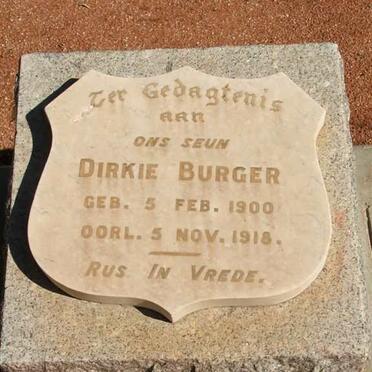 Ter Gedagtenis
aan
ONS SEUN
DIRKIE BURGER
GEB. 5 FEB. 1900
OORL. 5 NOV. 1918.
RUS IN VREDE.